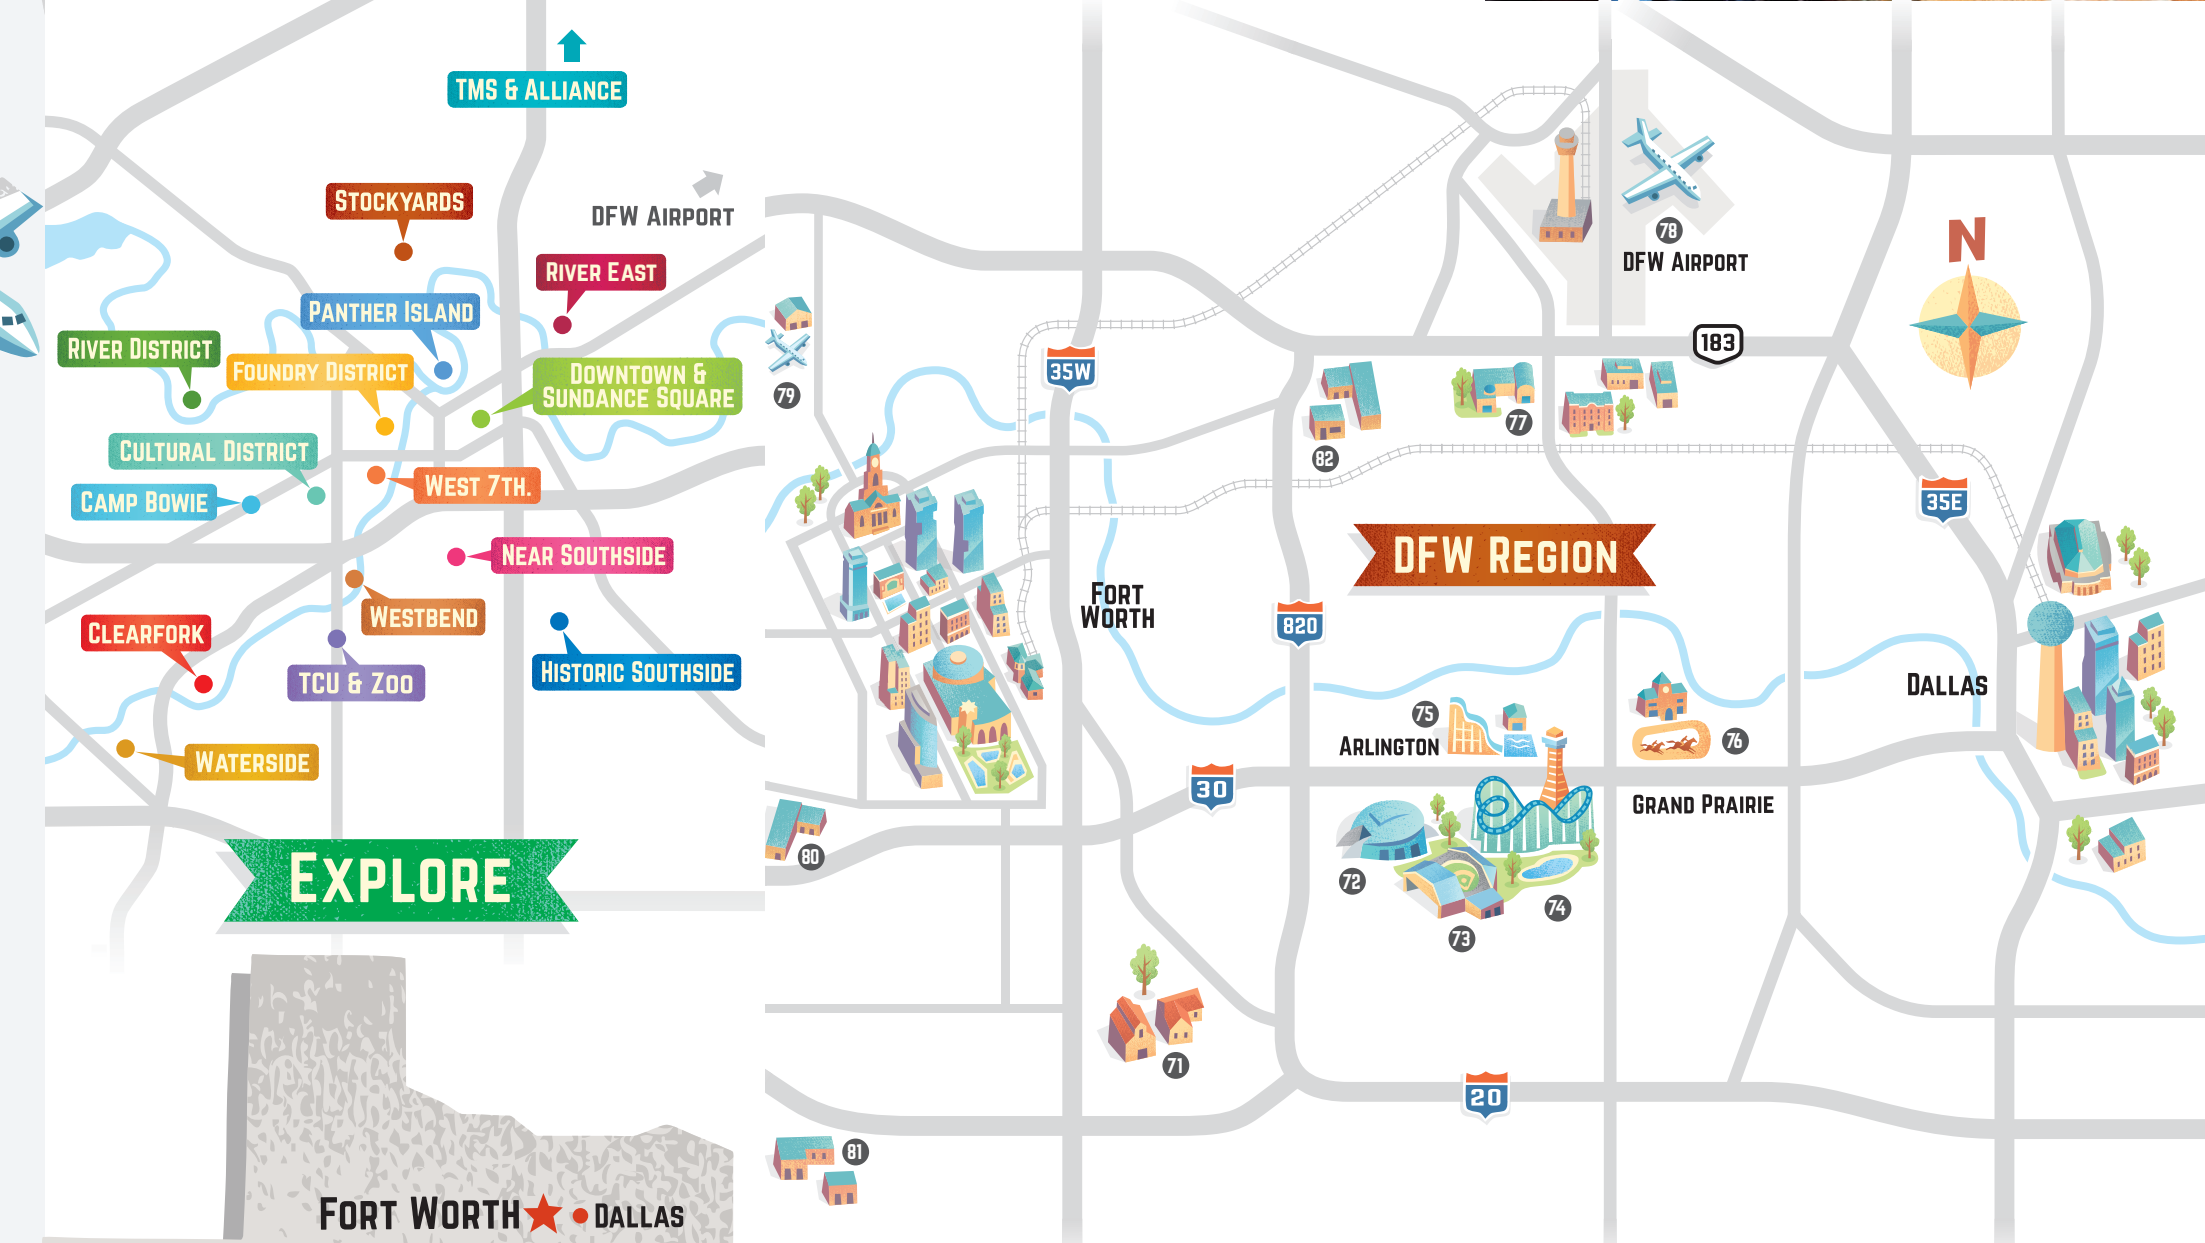 TMS & ALLIANCE
STOCKYARDS
DFW AIRPORT
RIVER EAST
PANTHER ISLAND
RIVER DISTRICT
FOUNDRY DISTRICT
DOWNTOWN &
SUNDANCE SQUARE
CULTURAL DISTRICT
WEST 7TH.
CAMP BOWIE
NEAR SOUTHSIDE
WESTBEND
CLEARFORK
HISTORIC SOUTHSIDE
TCU & ZOO
WATERSIDE
EXPLORE
FORT WORTH
DALLAS
78
DFW AIRPORT
N
183
35W
79
77
82
35E
DFW REGION
FORT
WORTH
820
DALLAS
75
ARLINGTON
76
30
GRAND PRAIRIE
80
72
74
73
71
20
81